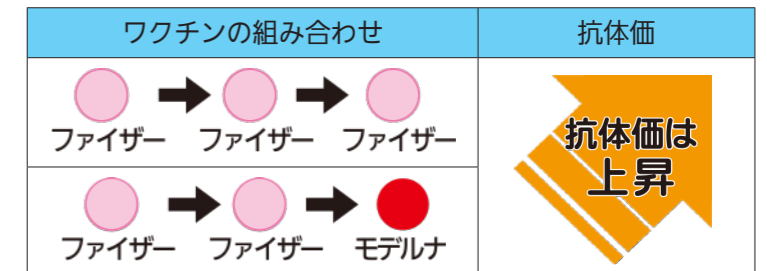 ワクチンの組み合わせ 抗体価
ファイザー ファイザー ファイザー
抗体価は
上昇
ファイザー ファイザー モデルナ